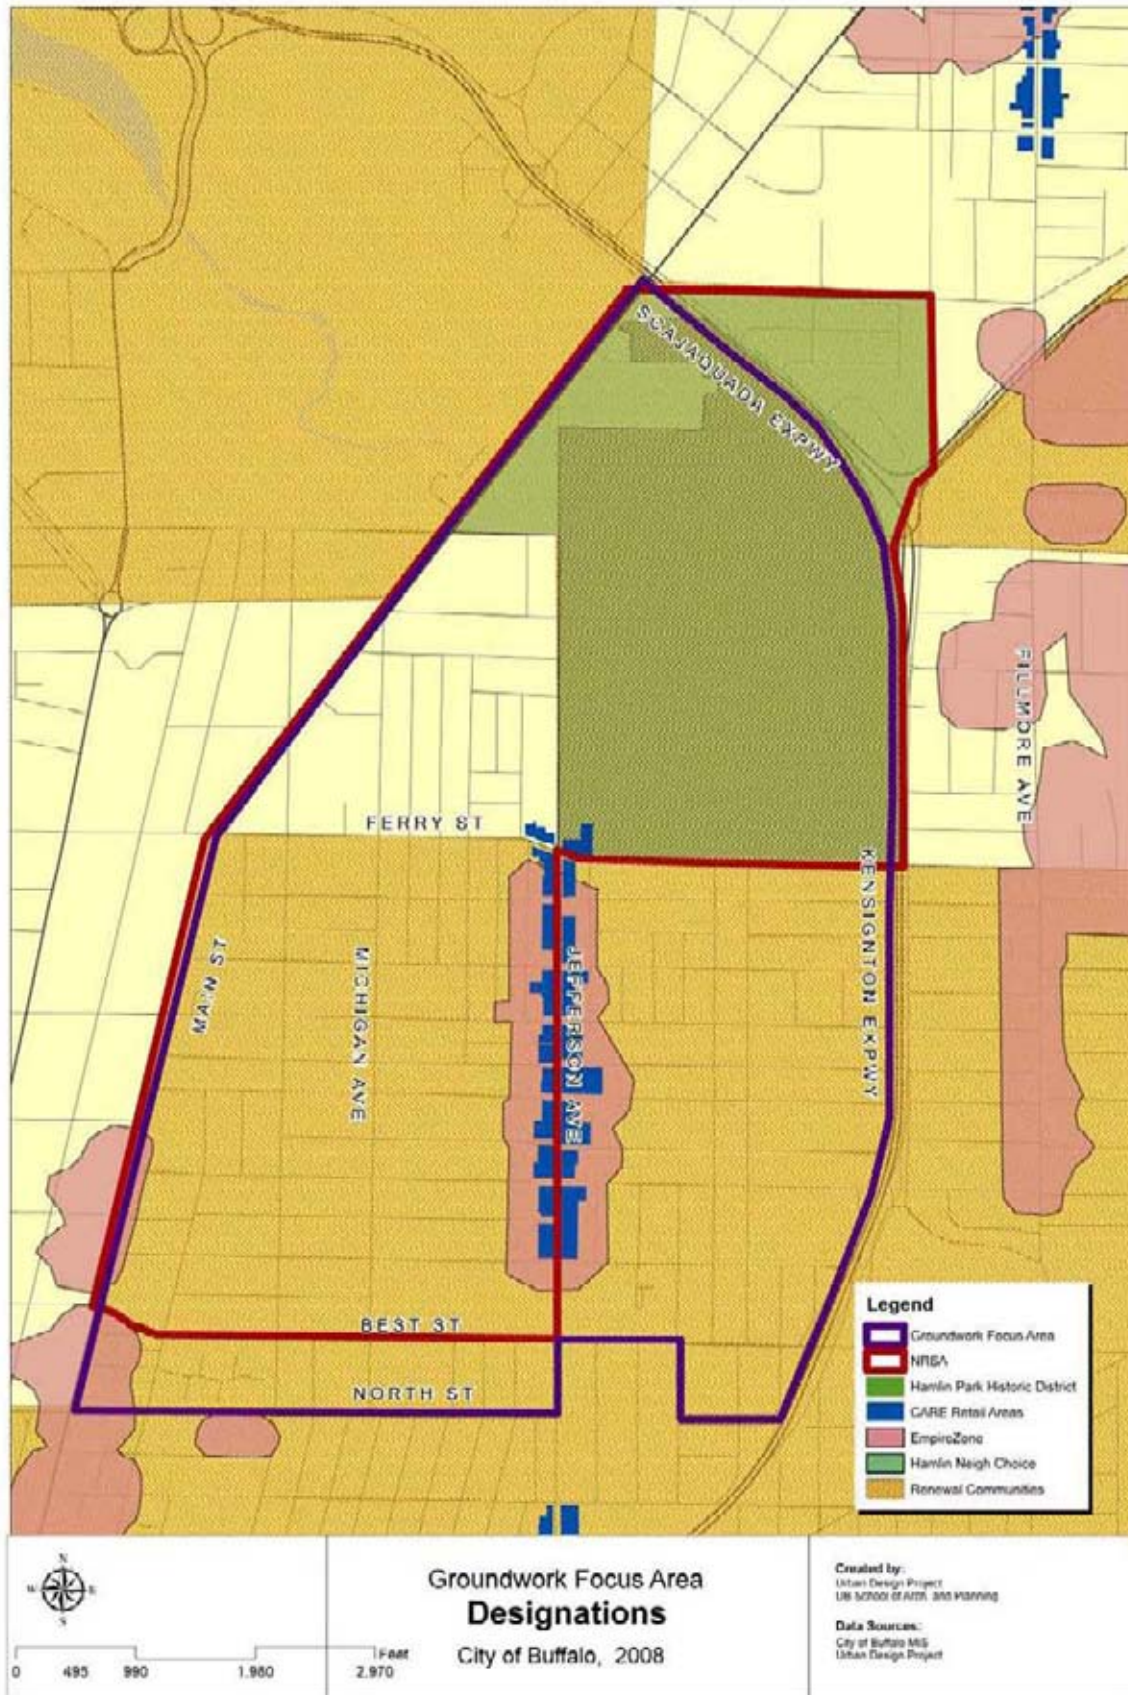 SCAJAQUADA EXPWY
FILLMORE AVE
FERRY ST
KENSIGNTON EXPWY
MAIN ST
MICHIGAN AVE
JEFFERSON AVE
BEST ST
NORTH ST
Legend
Groundwork Focus Area
NRSA
Hamlin Park Historic District
CARE Retail Areas
EmpireZone
Hamlin Neigh Choice
Renewal Communities
N
W E
S
Feet
0 495 990 1,980 2,970
Groundwork Focus Area
Designations
City of Buffalo, 2008
Created by:
Urban Design Project
UB School of Arch. and Planning
Data Sources:
City of Buffalo MIS
Urban Design Project